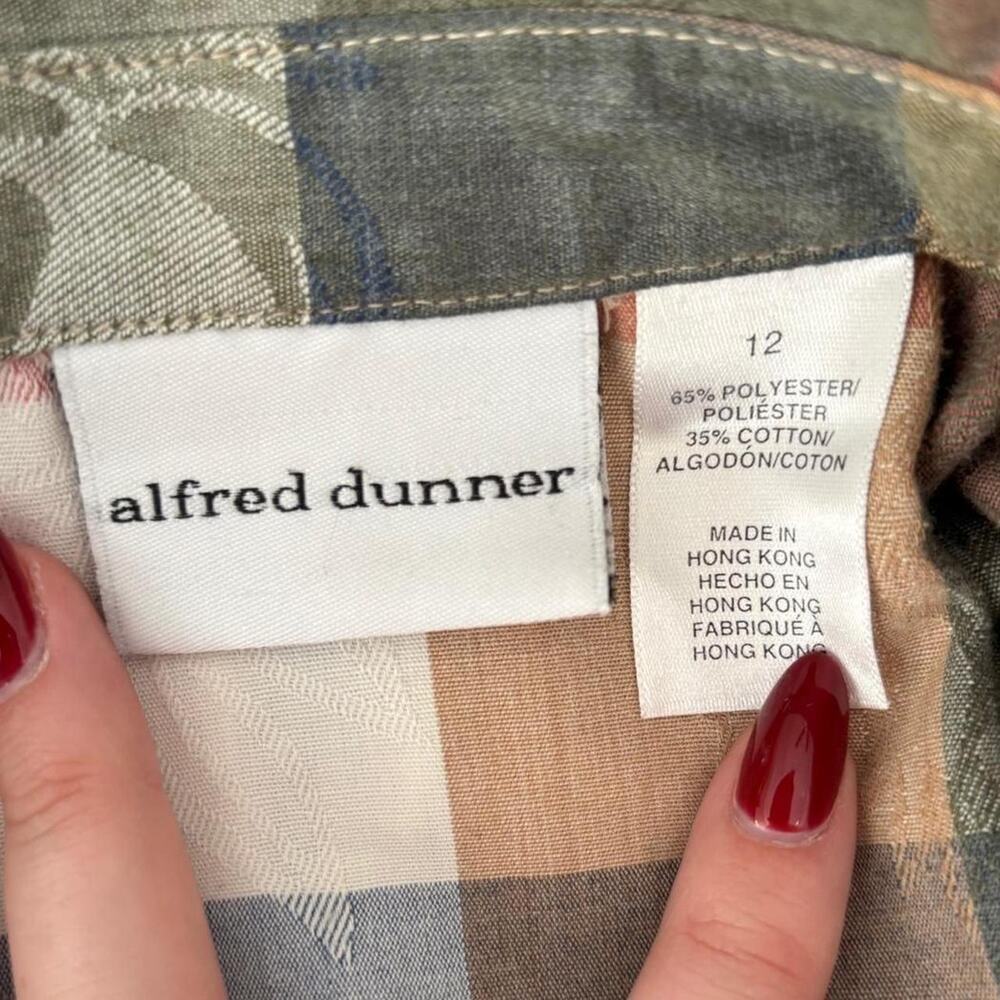 alfred dunner
12
65% POLYESTER/
POLIÉSTER
35% COTTON/
ALGODÓN/COTON
MADE IN
HONG KONG
HECHO EN
HONG KONG
FABRIQUÉ À
HONG KONG